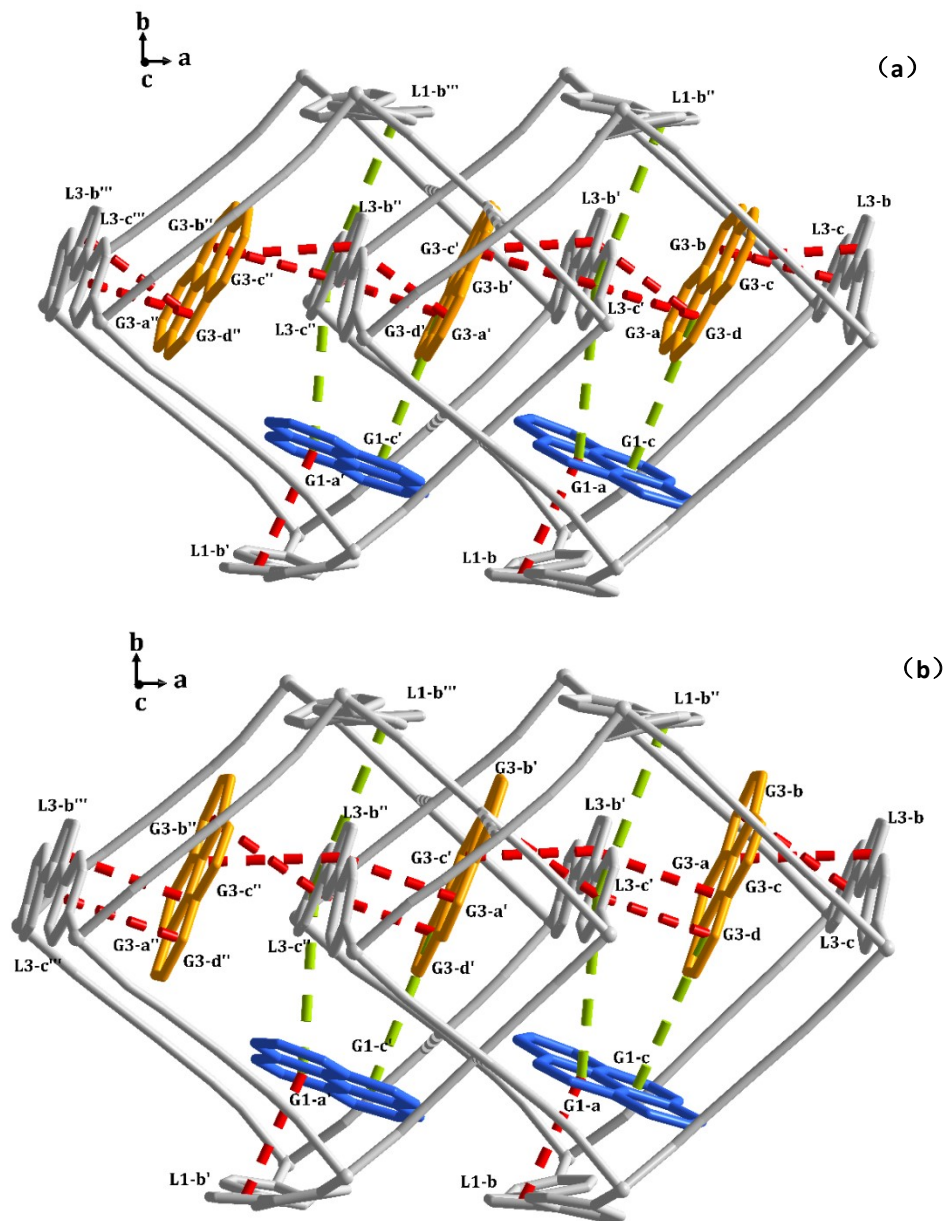 b
(a)
c a
L1-b''' L1-b''
L3-b''' L3-b'' L3-b' L3-b
L3-c''' G3-b'' G3-c' G3-b L3-c
G3-c'' G3-b' G3-c
G3-a'' L3-c'' G3-d' G3-a' L3-c' G3-a G3-d
G3-d''
G1-c' G1-c
G1-a' G1-a
L1-b' L1-b
b
(b)
c a
L1-b''' L1-b''
G3-b' G3-b
L3-b''' G3-b'' L3-b'' L3-b' L3-b
G3-c' G3-a
G3-c'' L3-c' G3-c
G3-a'' L3-c'' G3-a' G3-d L3-c
L3-c''' G3-d'' G3-d'
G1-c' G1-c
G1-a' G1-a
L1-b' L1-b